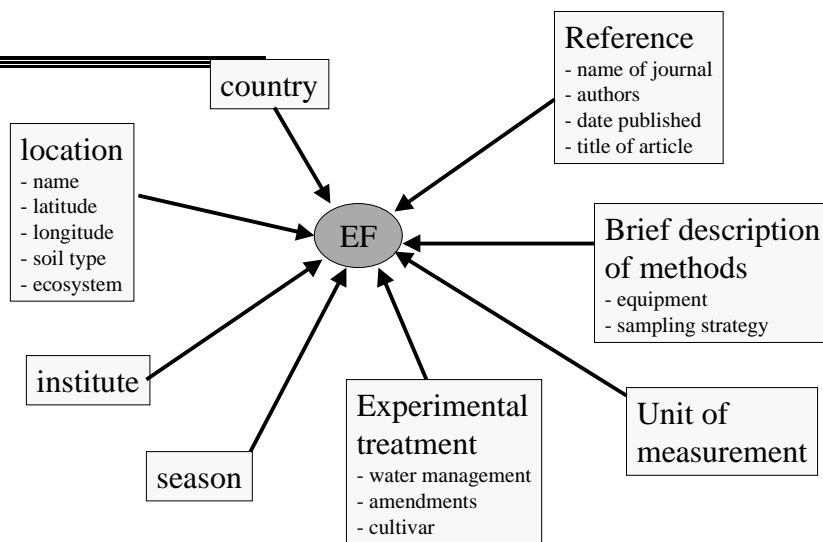 country
Reference
- name of journal
- authors
- date published
- title of article
location
- name
- latitude
- longitude
- soil type
- ecosystem
EF
Brief description
of methods
- equipment
- sampling strategy
institute
season
Experimental
treatment
- water management
- amendments
- cultivar
Unit of
measurement